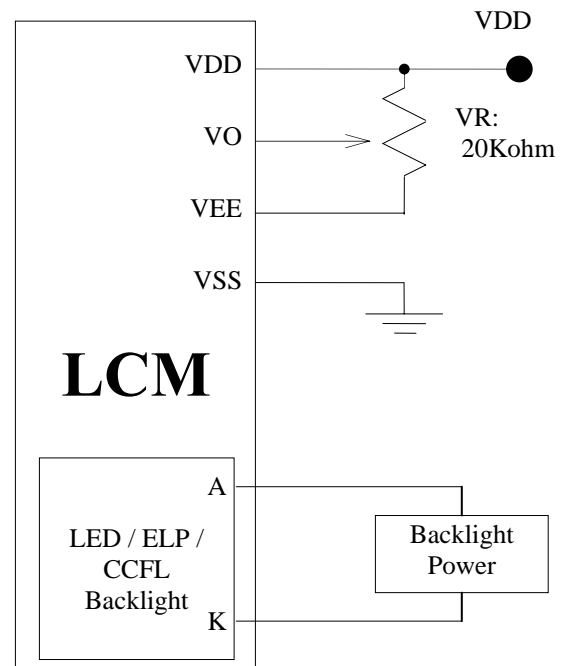 VDD
VDD
VO
VR:
20Kohm
VEE
VSS
LCM
A
LED / ELP /
CCFL
Backlight
K
Backlight
Power